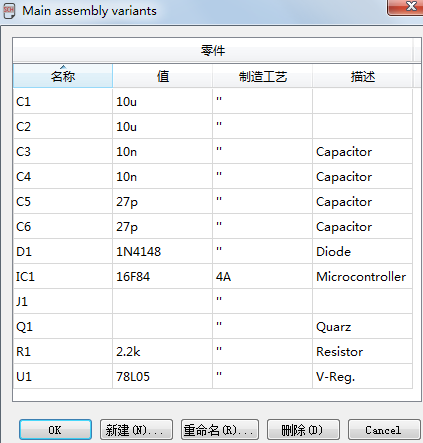 Main assembly variants
零件
名称 值 制造工艺 描述
C1 10u ''
C2 10u ''
C3 10n '' Capacitor
C4 10n '' Capacitor
C5 27p '' Capacitor
C6 27p '' Capacitor
D1 1N4148 '' Diode
IC1 16F84 4A Microcontroller
J1 ''
Q1 '' Quarz
R1 2.2k '' Resistor
U1 78L05 '' V-Reg.
OK 新建(N)... 重命名(R)... 删除(D) Cancel